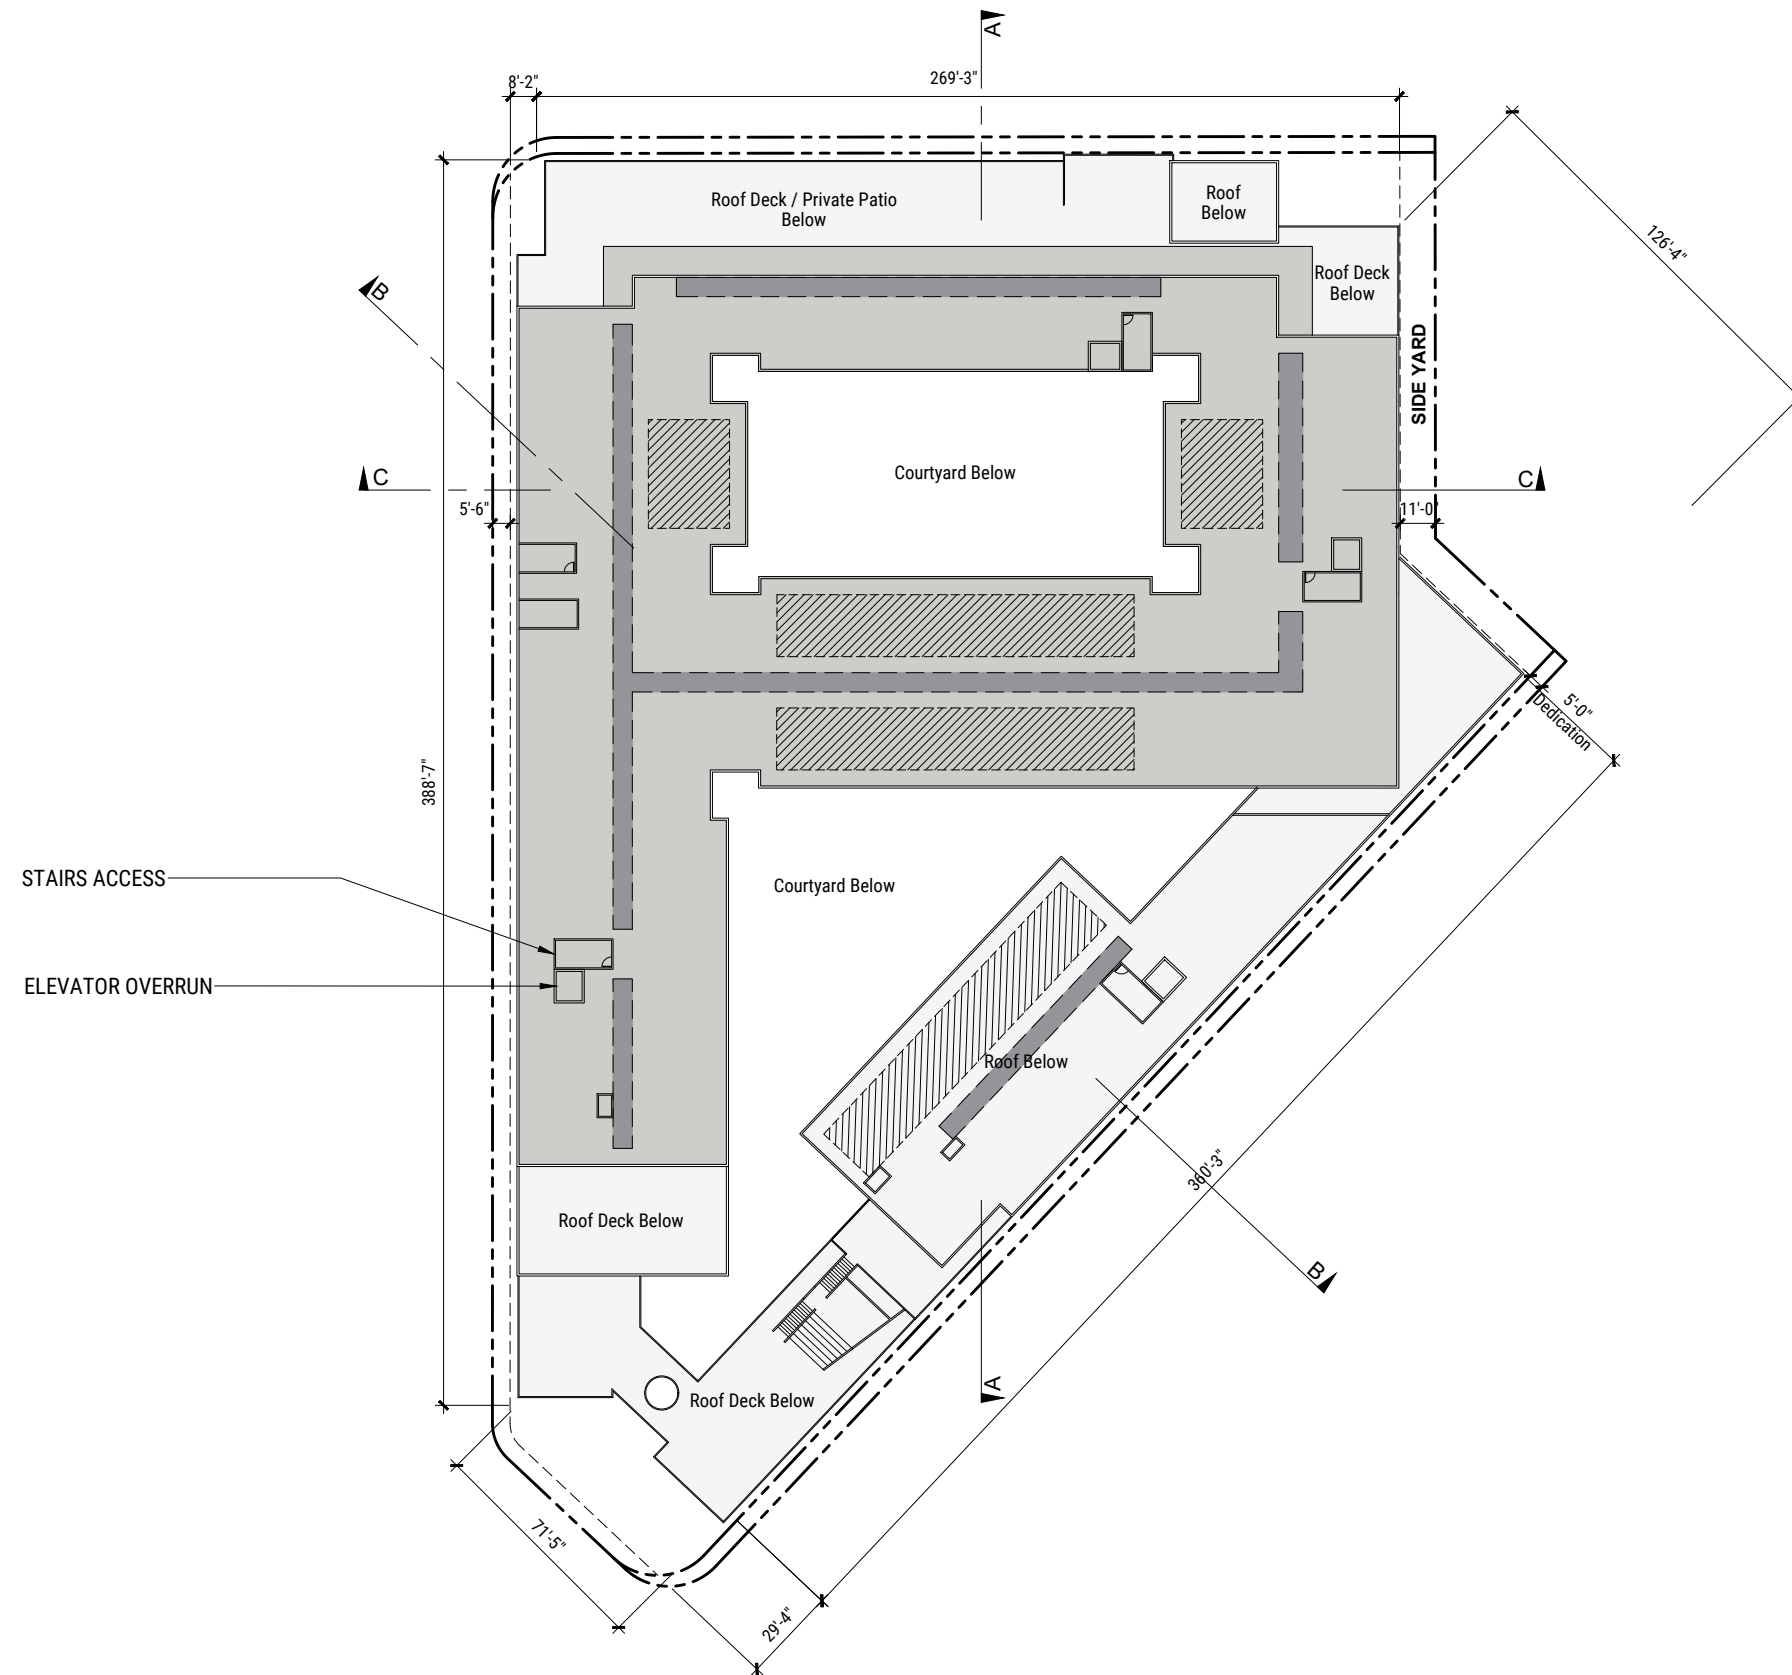 A
8'-2"
269'-3"
Roof Deck / Private Patio
Below
Roof
Below
126'-4"
Roof Deck
Below
B
SIDE YARD
C
Courtyard Below
C
5'-6"
11'-0
5'-0"
Dedication
388'-7"
STAIRS ACCESS
Courtyard Below
ELEVATOR OVERRUN
Roof Below
360'-3"
Roof Deck Below
B
A
Roof Deck Below
71'-5"
29'-4"